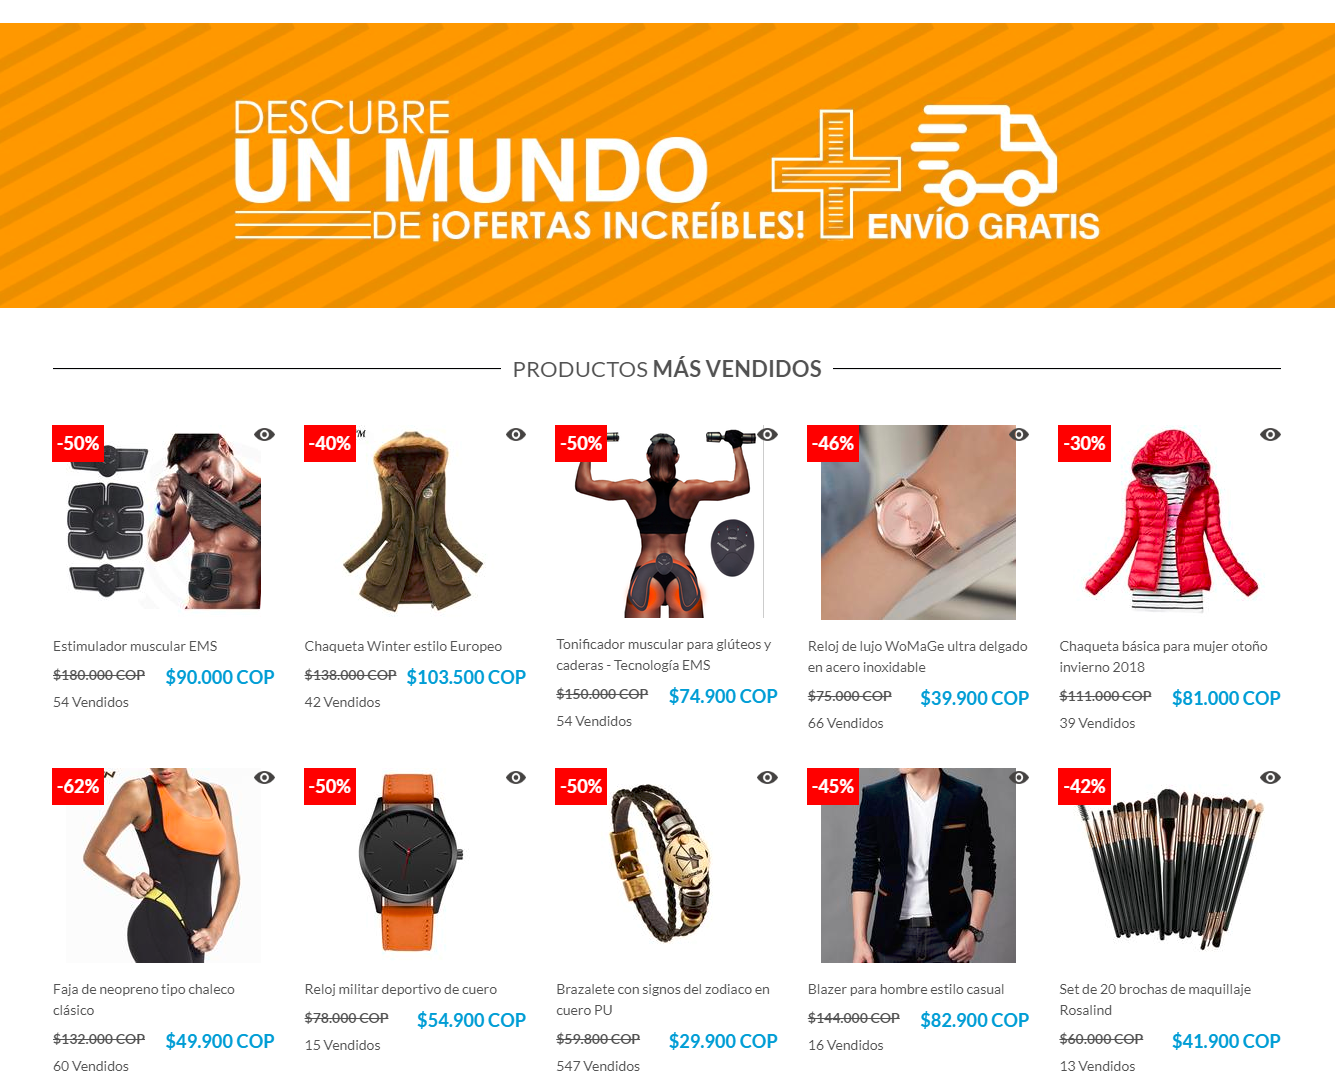 DESCUBRE
UN MUNDO
DE ¡OFERTAS INCREÍBLES!
ENVÍO GRATIS
PRODUCTOS MÁS VENDIDOS
-50%
-40%
-50%
-46%
-30%
Estimulador muscular EMS
$180.000 COP $90.000 COP
54 Vendidos
Chaqueta Winter estilo Europeo
$138.000 COP $103.500 COP
42 Vendidos
Tonificador muscular para glúteos y
caderas - Tecnología EMS
$150.000 COP $74.900 COP
54 Vendidos
Reloj de lujo WoMaGe ultra delgado
en acero inoxidable
$75.000 COP $39.900 COP
66 Vendidos
Chaqueta básica para mujer otoño
invierno 2018
$111.000 COP $81.000 COP
39 Vendidos
-62%
-50%
-50%
-45%
-42%
Faja de neopreno tipo chaleco
clásico
$132.000 COP $49.900 COP
60 Vendidos
Reloj militar deportivo de cuero
$78.000 COP $54.900 COP
15 Vendidos
Brazalete con signos del zodiaco en
cuero PU
$59.800 COP $29.900 COP
547 Vendidos
Blazer para hombre estilo casual
$144.000 COP $82.900 COP
16 Vendidos
Set de 20 brochas de maquillaje
Rosalind
$60.000 COP $41.900 COP
13 Vendidos